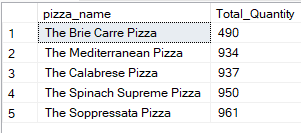 pizza_name Total_Quantity
1 The Brie Carre Pizza 490
2 The Mediterranean Pizza 934
3 The Calabrese Pizza 937
4 The Spinach Supreme Pizza 950
5 The Soppressata Pizza 961